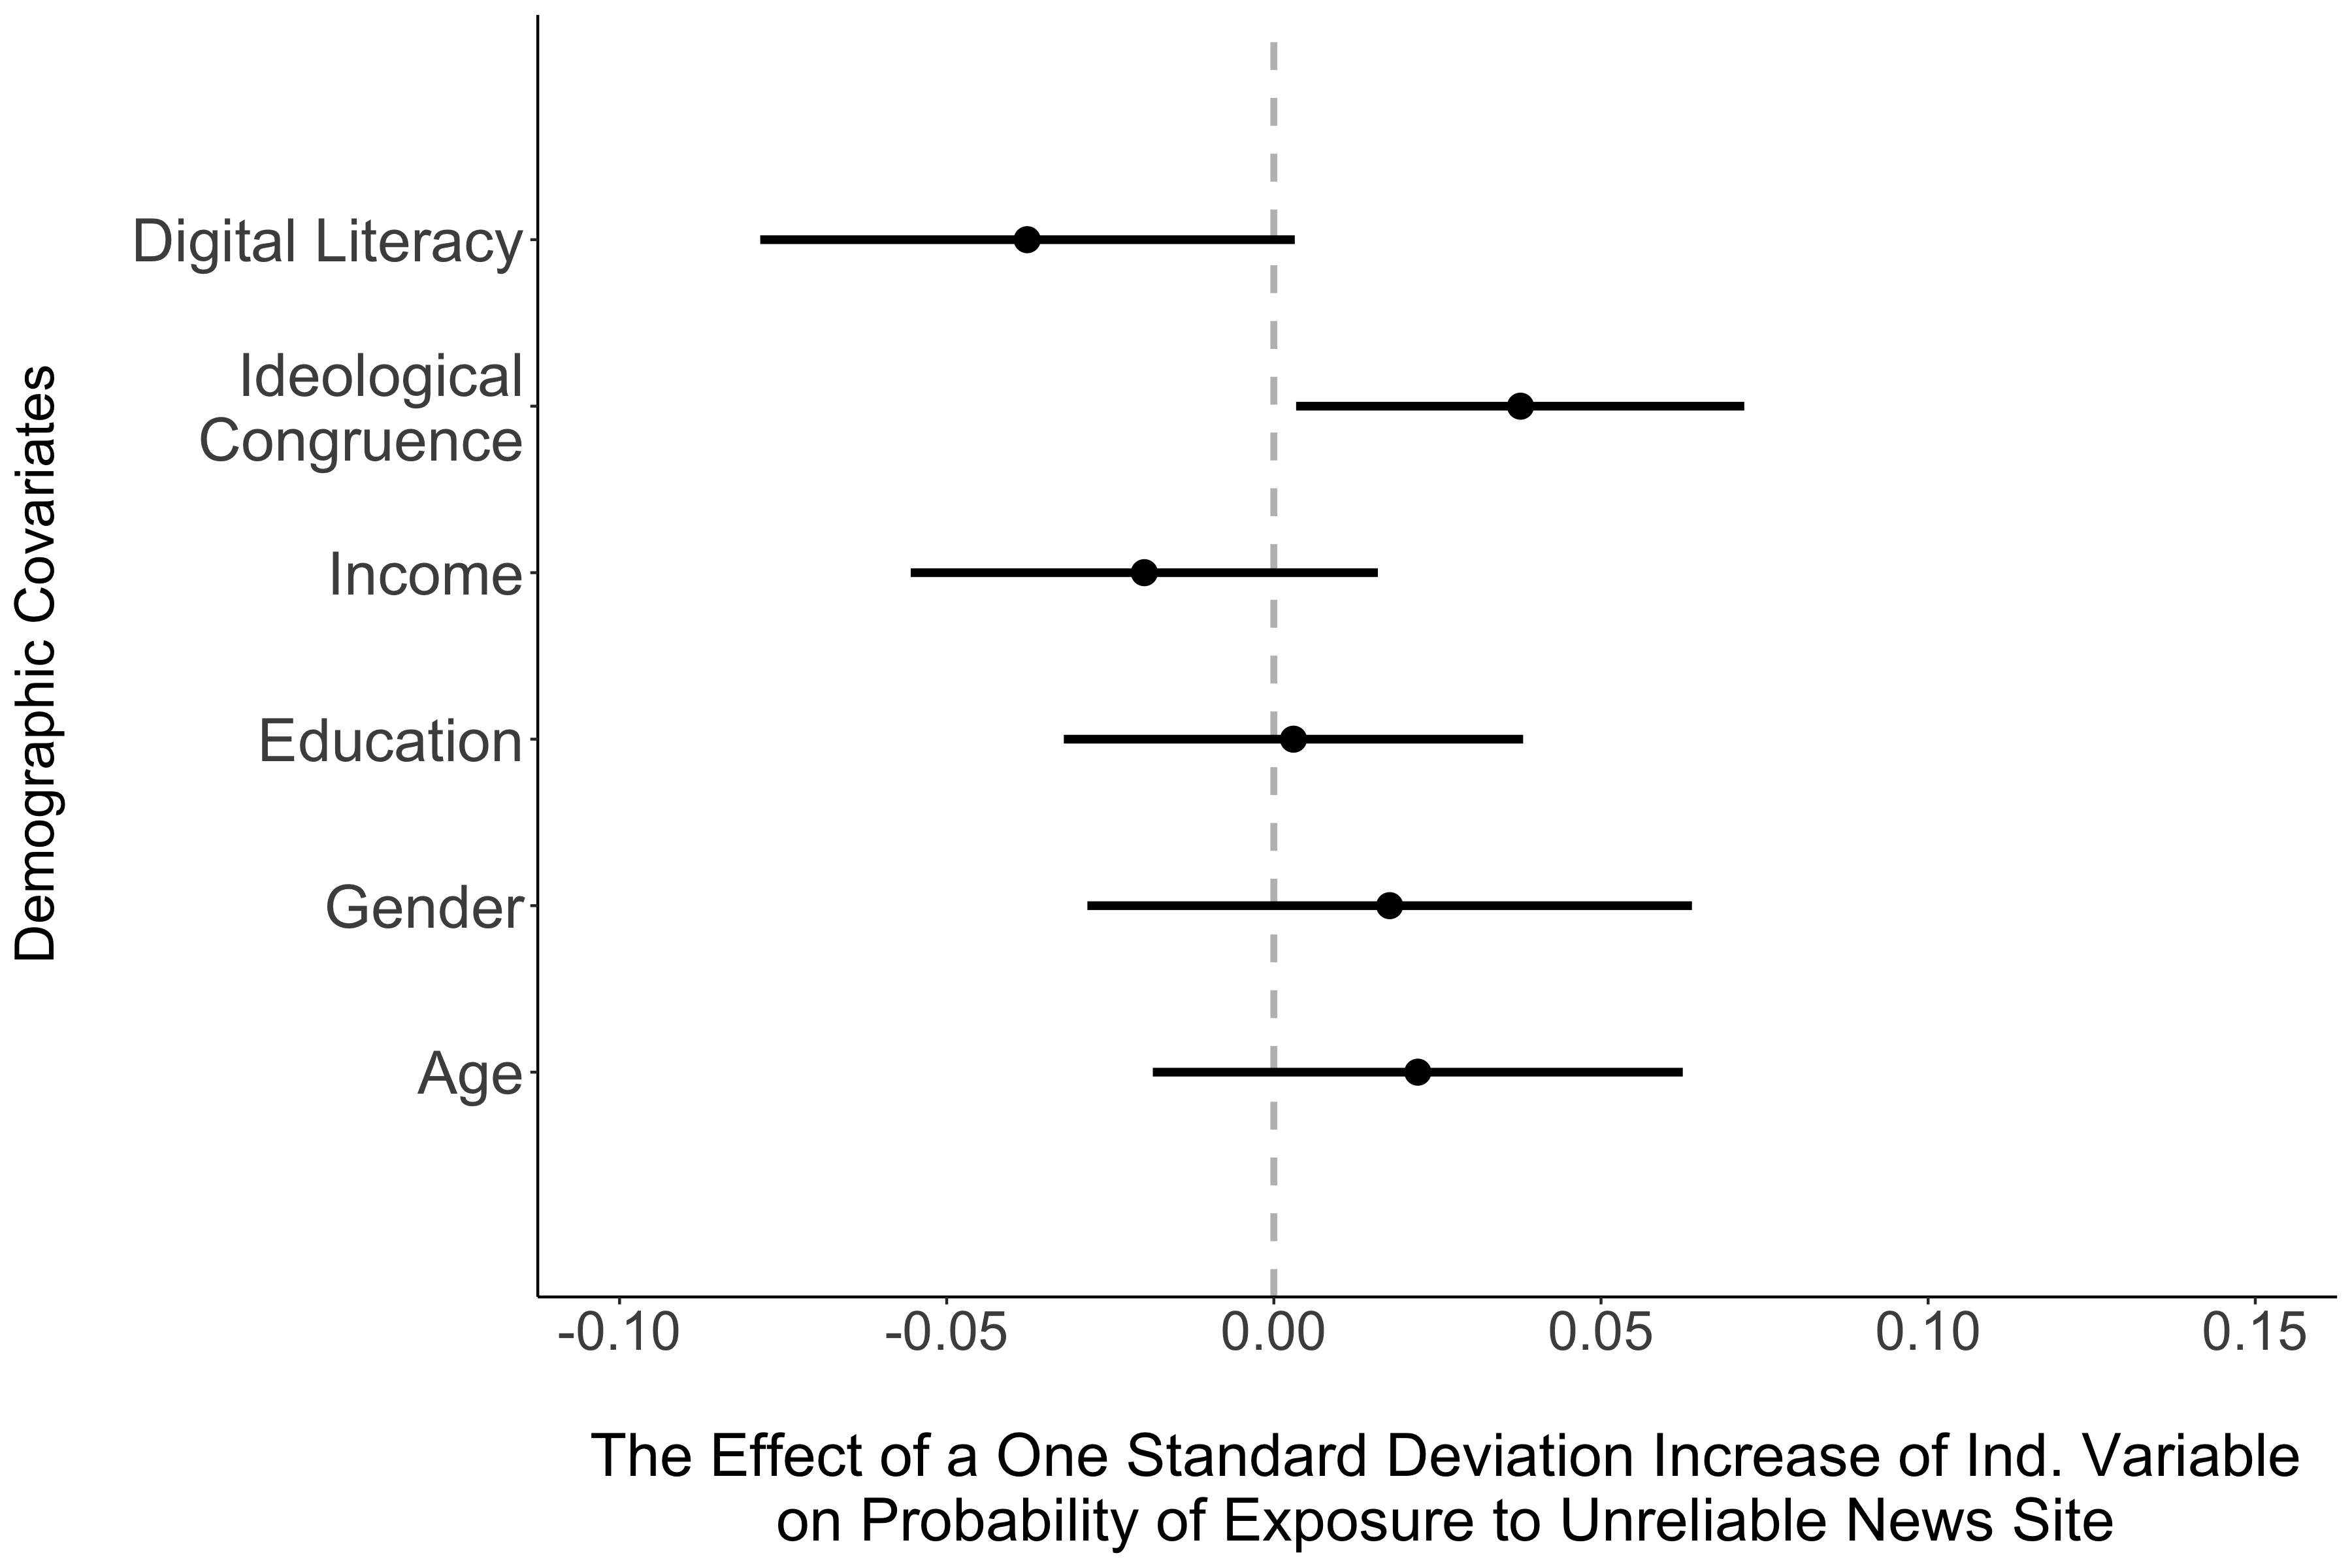 Demographic Covariates
Digital Literacy
Ideological
Congruence
Income
Education
Gender
Age
-0.10 -0.05 0.00 0.05 0.10 0.15
The Effect of a One Standard Deviation Increase of Ind. Variable
on Probability of Exposure to Unreliable News Site